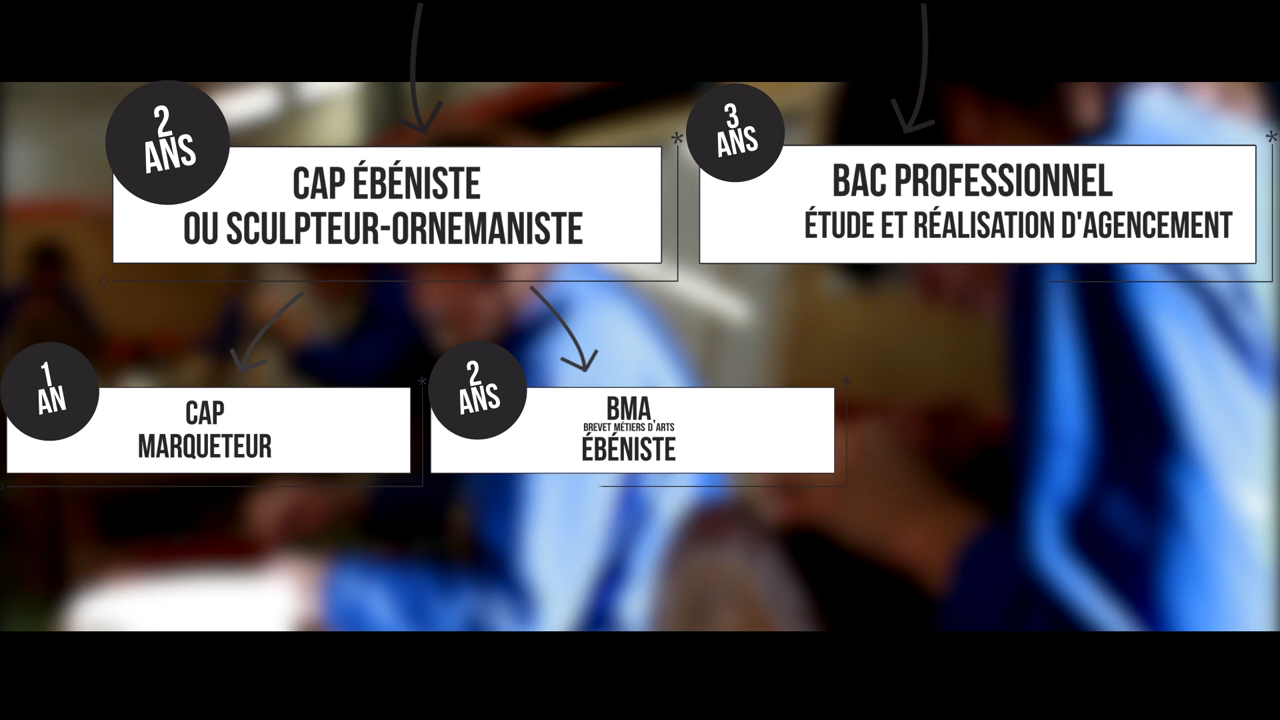 2
ANS
CAP ÉBÉNISTE
OU SCULPTEUR-ORNEMANISTE
3
ANS
BAC PROFESSIONNEL
ÉTUDE ET RÉALISATION D'AGENCEMENT
1
AN
CAP
MARQUETEUR
2
ANS
BMA
BREVET MÉTIERS D'ARTS
ÉBÉNISTE